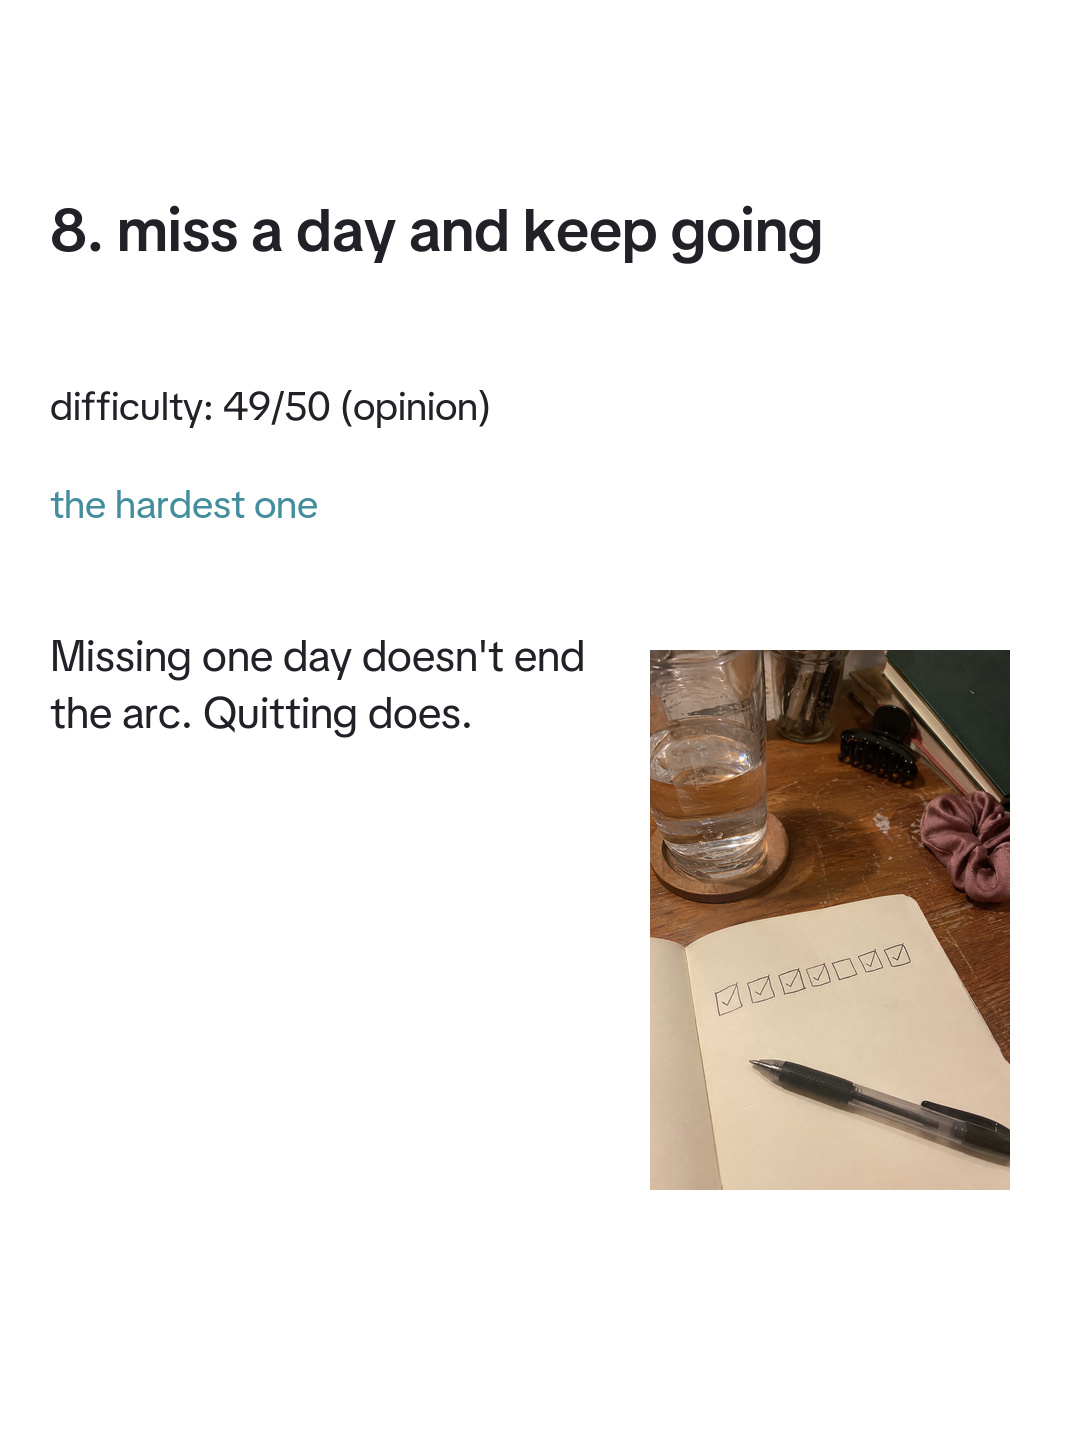 8. miss a day and keep going
difficulty: 49/50 (opinion)
the hardest one
Missing one day doesn't end
the arc. Quitting does.